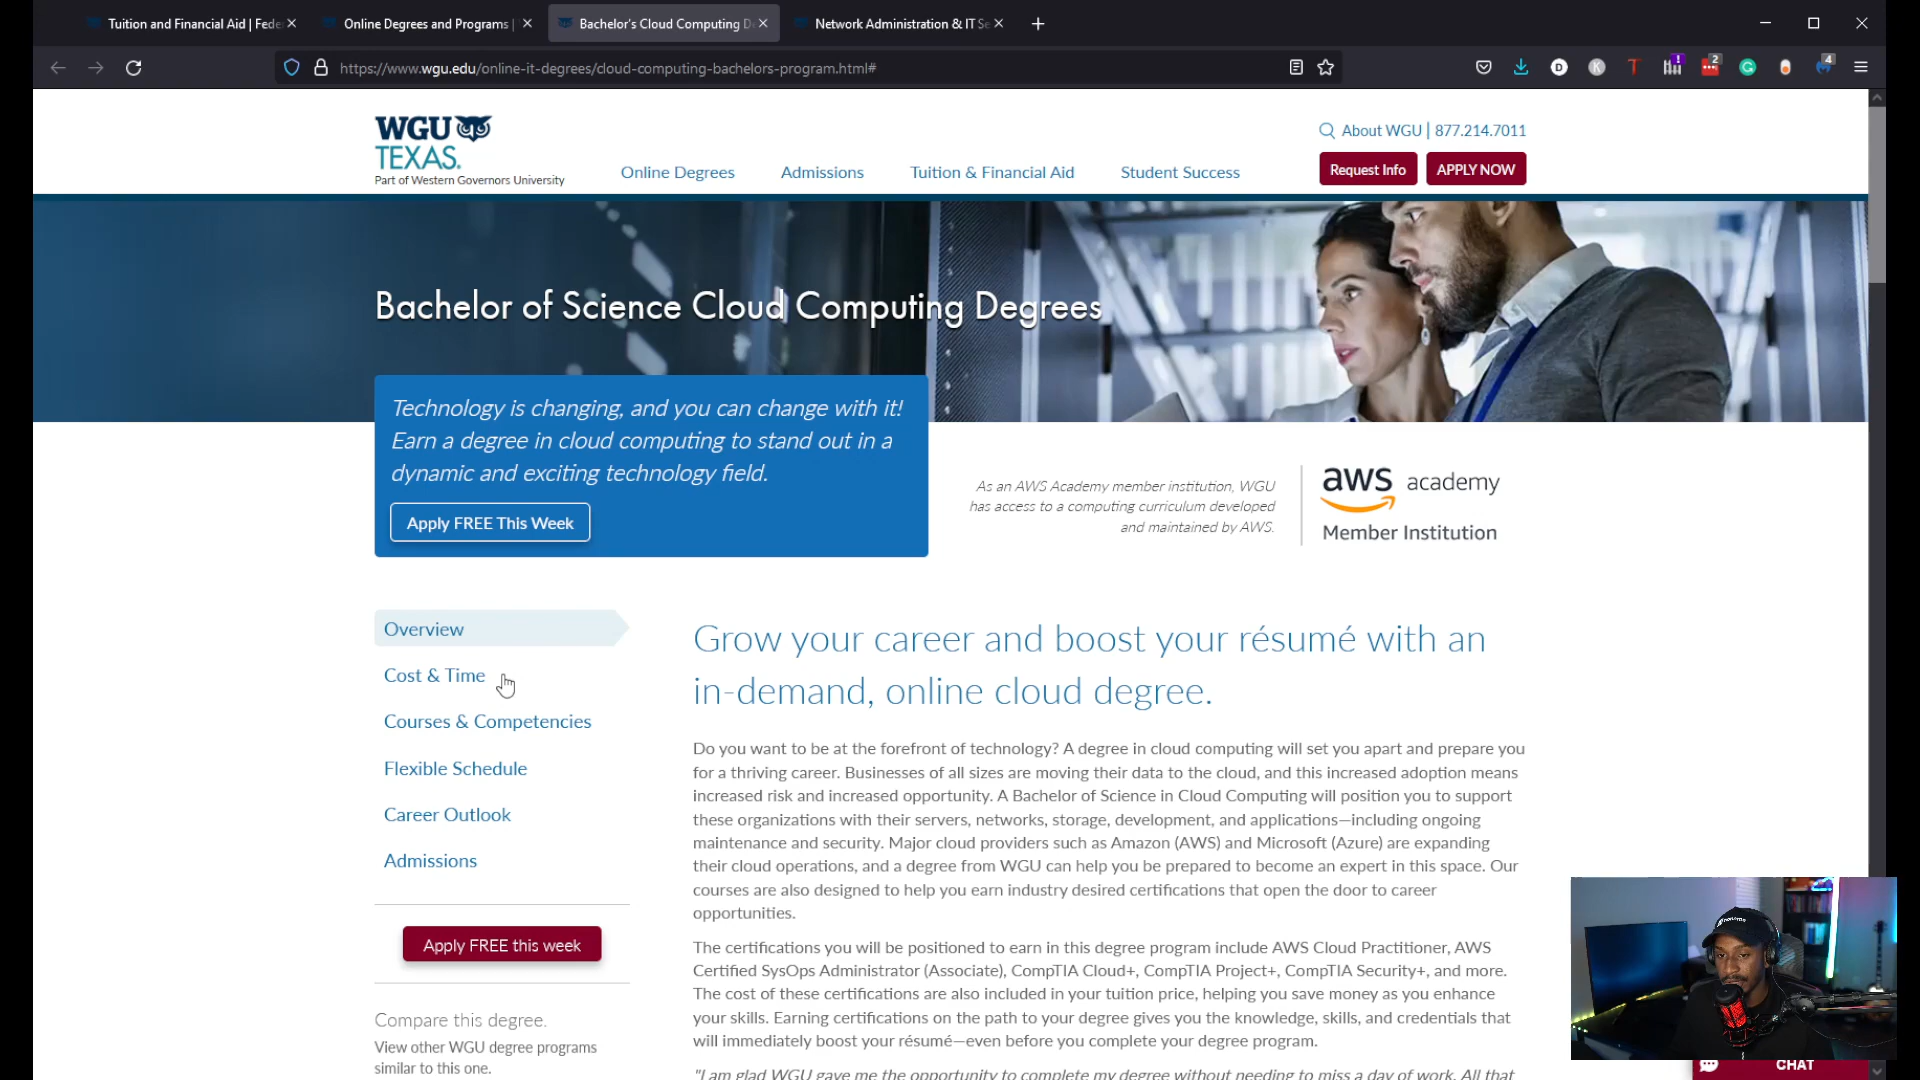 Tuition and Financial Aid | Fede
Online Degrees and Programs |
Bachelor's Cloud Computing D
Network Administration & IT Se
https://www.wgu.edu/online-it-degrees/cloud-computing-bachelors-program.html#
D
K
T
!
2
4
WGU
TEXAS.
Part of Western Governors University
Online Degrees
Admissions
Tuition & Financial Aid
Student Success
About WGU | 877.214.7011
Request Info
APPLY NOW
Bachelor of Science Cloud Computing Degrees
Technology is changing, and you can change with it!
Earn a degree in cloud computing to stand out in a
dynamic and exciting technology field.
Apply FREE This Week
As an AWS Academy member institution, WGU
has access to a computing curriculum developed
and maintained by AWS.
aws academy
Member Institution
Overview
Cost & Time
Courses & Competencies
Flexible Schedule
Career Outlook
Admissions
Apply FREE this week
Compare this degree.
View other WGU degree programs
similar to this one.
Grow your career and boost your résumé with an
in-demand, online cloud degree.
Do you want to be at the forefront of technology? A degree in cloud computing will set you apart and prepare you
for a thriving career. Businesses of all sizes are moving their data to the cloud, and this increased adoption means
increased risk and increased opportunity. A Bachelor of Science in Cloud Computing will position you to support
these organizations with their servers, networks, storage, development, and applications—including ongoing
maintenance and security. Major cloud providers such as Amazon (AWS) and Microsoft (Azure) are expanding
their cloud operations, and a degree from WGU can help you be prepared to become an expert in this space. Our
courses are also designed to help you earn industry desired certifications that open the door to career
opportunities.
The certifications you will be positioned to earn in this degree program include AWS Cloud Practitioner, AWS
Certified SysOps Administrator (Associate), CompTIA Cloud+, CompTIA Project+, CompTIA Security+, and more.
The cost of these certifications are also included in your tuition price, helping you save money as you enhance
your skills. Earning certifications on the path to your degree gives you the knowledge, skills, and credentials that
will immediately boost your résumé—even before you complete your degree program.
"I am glad WGU gave me the opportunity to complete my degree without needing to miss a day of work. All that
CHAT